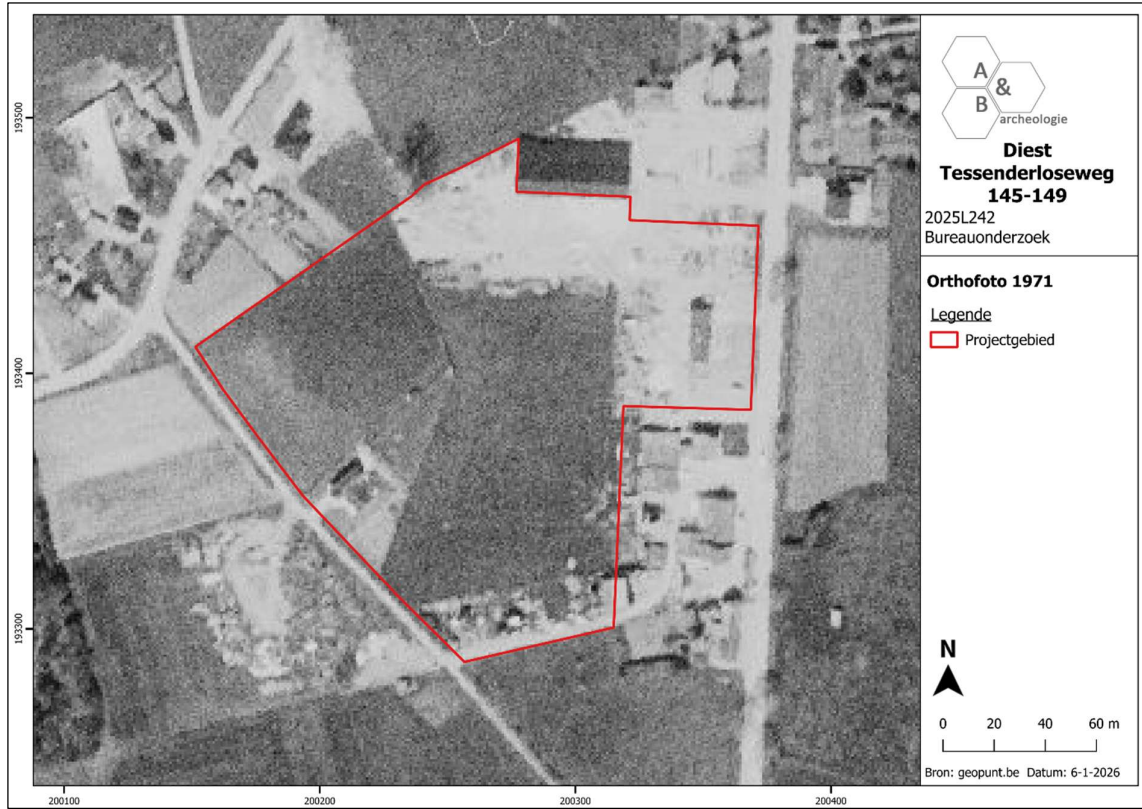 193500
193400
193300
200100
200200
200300
200400
A
&
B
archeologie
Diest
Tessenderloseweg
145-149
2025L242
Bureauonderzoek
Orthofoto 1971
Legende
Projectgebied
N
0 20 40 60 m
Bron: geopunt.be Datum: 6-1-2026